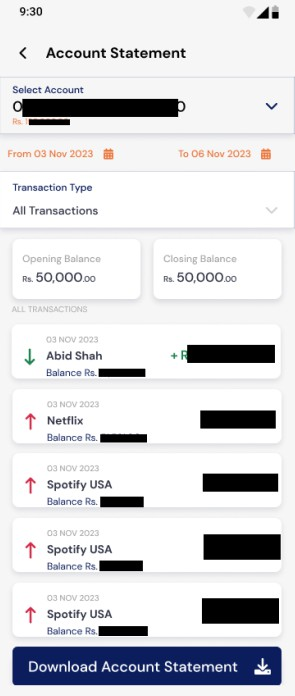 9:30
Account Statement
Select Account
0
Rs.
From 03 Nov 2023 To 06 Nov 2023
Transaction Type
All Transactions
Opening Balance Closing Balance
Rs. 50,000.00 Rs. 50,000.00
ALL TRANSACTIONS
03 NOV 2023
Abid Shah + R
Balance Rs.
03 NOV 2023
Netflix
Balance Rs.
03 NOV 2023
Spotify USA
Balance Rs.
03 NOV 2023
Spotify USA
Balance Rs.
03 NOV 2023
Spotify USA
Balance Rs.
Download Account Statement